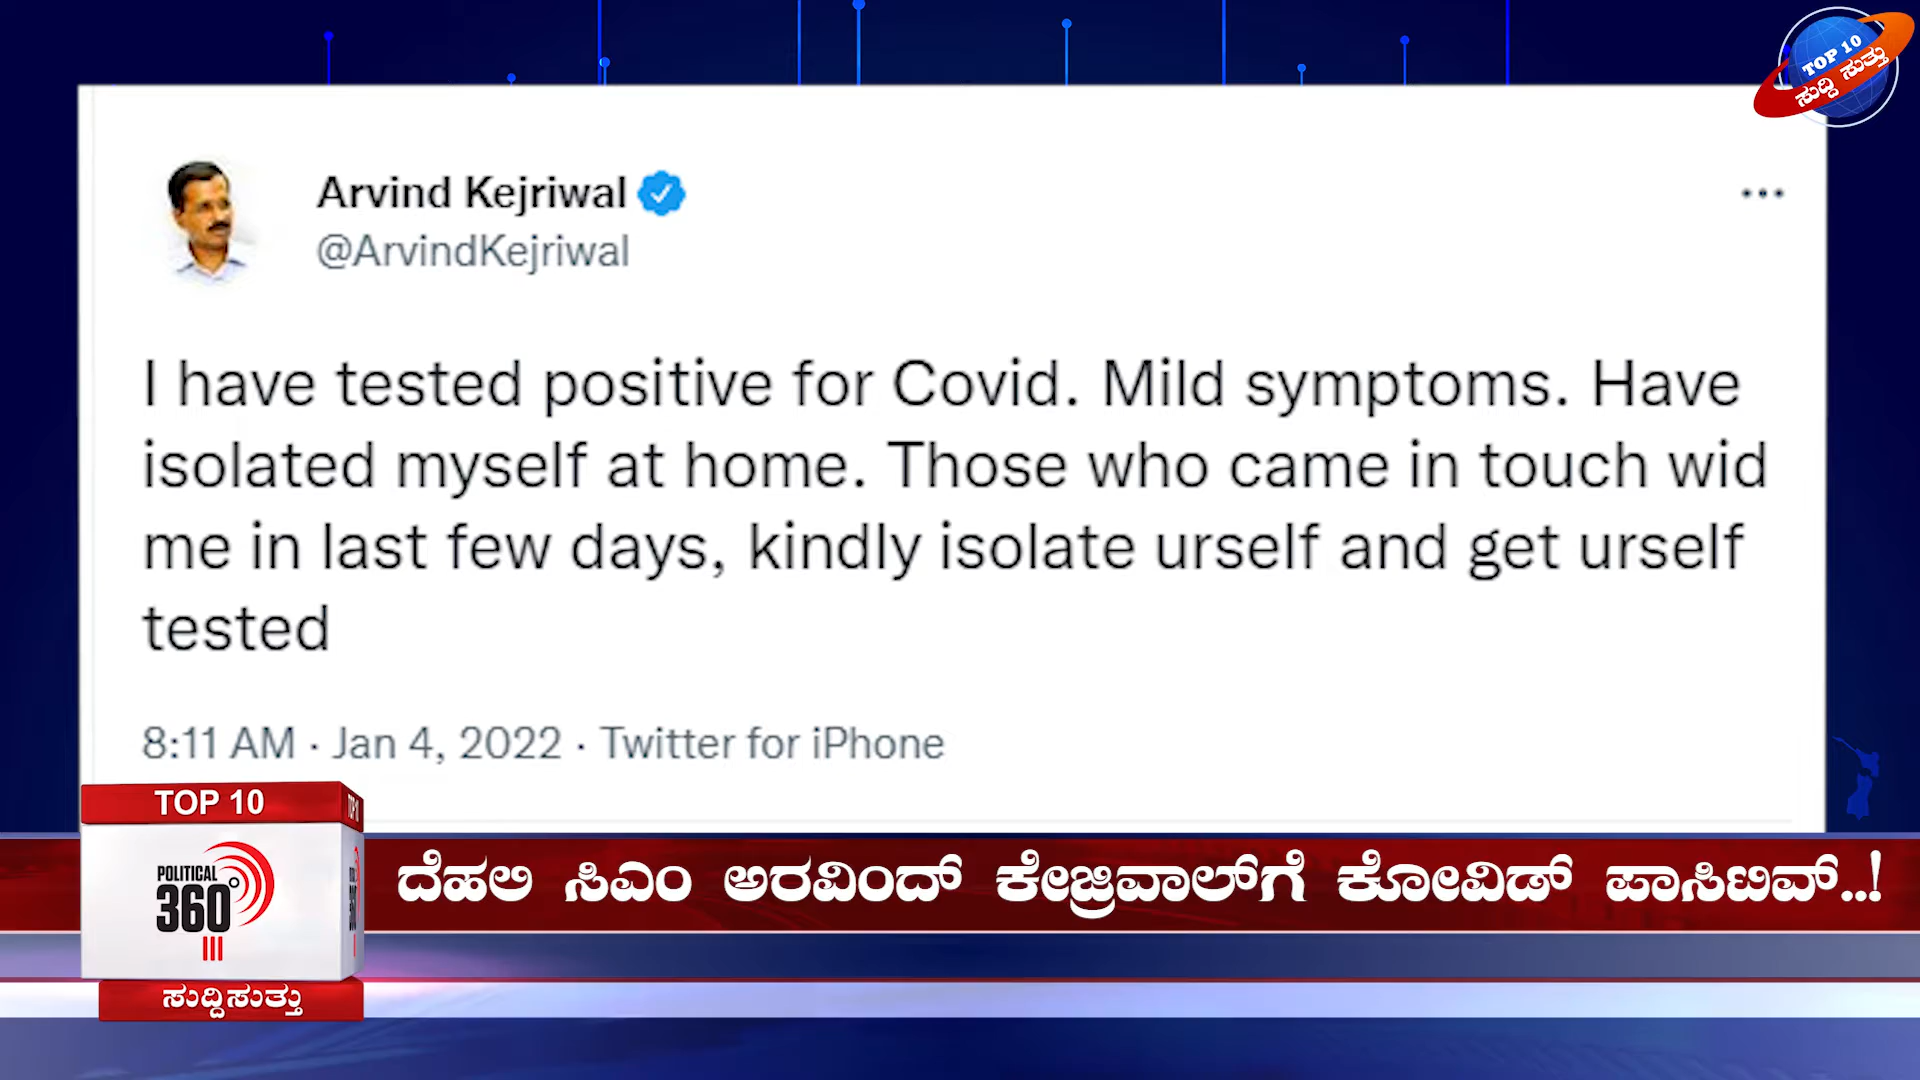 TOP 10
ಸುದ್ದಿ ಸುತ್ತು
Arvind Kejriwal
@ArvindKejriwal
I have tested positive for Covid. Mild symptoms. Have
isolated myself at home. Those who came in touch wid
me in last few days, kindly isolate urself and get urself
tested
8:11 AM · Jan 4, 2022 · Twitter for iPhone
TOP 10
POLITICAL
360°
ದೆಹಲಿ ಸಿಎಂ ಅರವಿಂದ್ ಕೇಜ್ರಿವಾಲ್‌ಗೆ ಕೋವಿಡ್ ಪಾಸಿಟಿವ್..!
ಸುದ್ದಿಸುತ್ತು